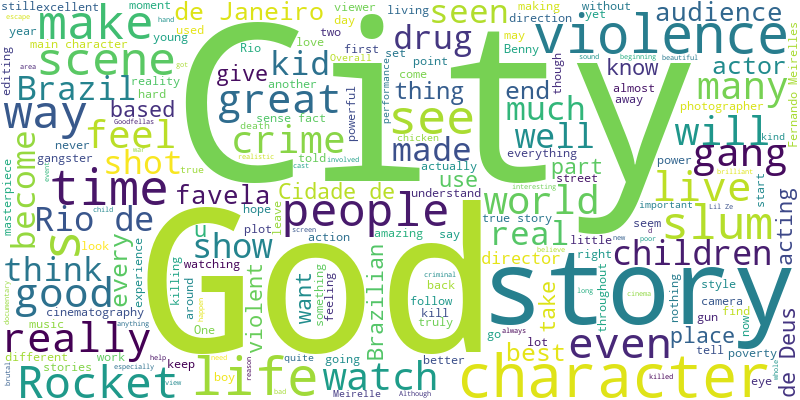 City
God
story
violence
make
scene
Brazil
way
great
kid
de Janeiro
seen
audience
drug
actor
many
know
give
thing
end
much
well
see
made
crime
based
feel
shot
become
time
favela
people
Cidade de
Rio de
world
real
part
use
will
gang
live
slum
children
acting
show
think
good
every
really
Rocket
life
want
watch
violent
Brazilian
character
even
best
take
place
director
de Deus
still
excellent
moment
year
hand
young
used
day
viewer
living
without
making
direction
yet
main character
editing
reality
hard
two
love
first
set
point
come
may
Rio
Overall
another
powerful
performance
Benny
though
almost
away
photographer
Fernando Meirelles
sound
beginning
beautiful
escape
area
got
Goodfellas
never
gangster
death
sense
fact
chicken
told
involved
actually
everything
power
kind
realistic
war
cast
true
masterpiece
event
child
look
u
s
hope
leave
plot
screen
understand
street
interesting
brilliant
important
start
true story
seem
Lil Ze
poor
little
new
d
right
believe
action
amazing
say
watching
experience
cinematography
killing
around
happen
One
something
feeling
criminal
back
follow
kill
truly
throughout
long
cinema
nothing
style
camera
find
now
gun
tell
poverty
whole
eye
killed
lot
go
always
better
going
quite
Meirelle
Although
bad
reason
need
boy
keep
help
view
work
different
stories
music
anything
documentary
brutal
especially